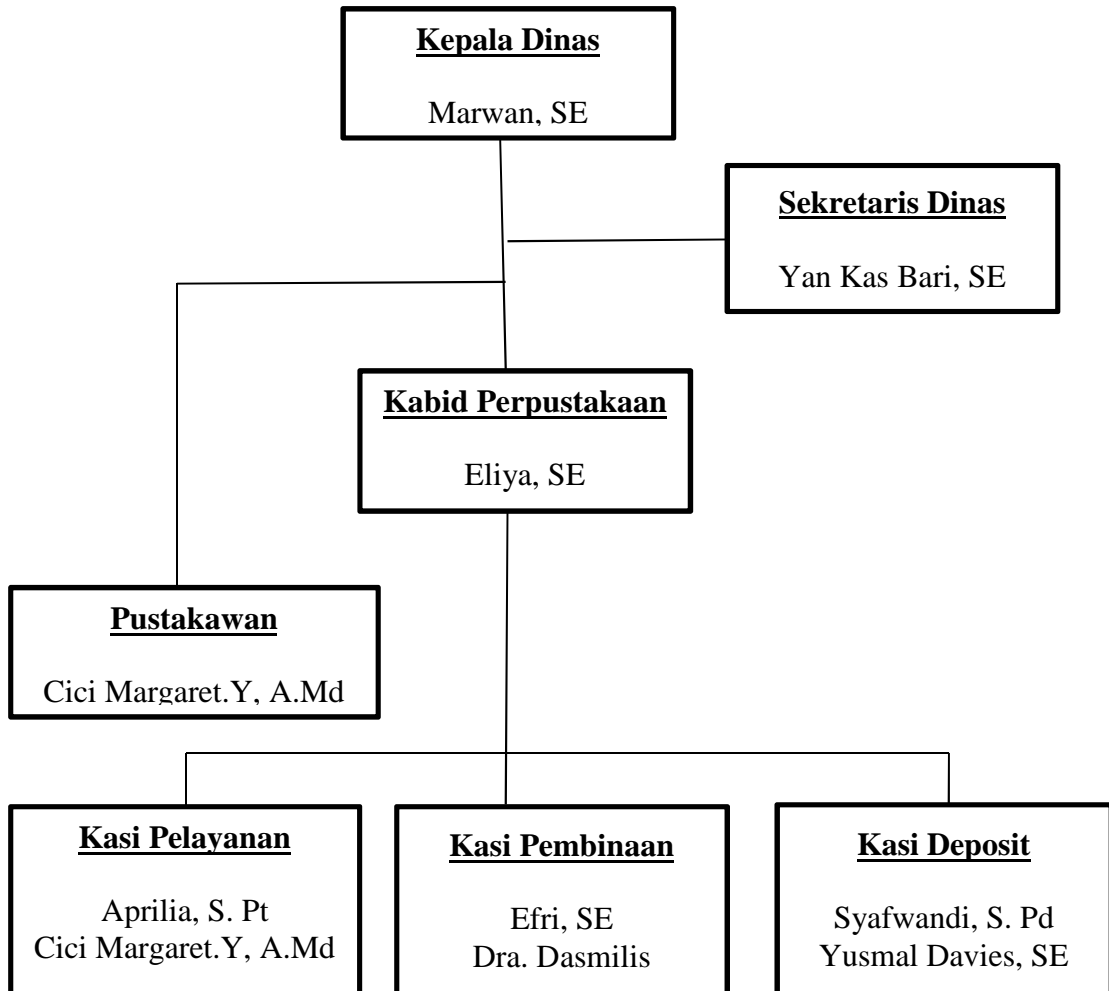 Kepala Dinas
Marwan, SE
Sekretaris Dinas
Yan Kas Bari, SE
Kabid Perpustakaan
Eliya, SE
Pustakawan
Cici Margaret.Y, A.Md
Kasi Pelayanan
Aprilia, S. Pt
Cici Margaret.Y, A.Md
Kasi Pembinaan
Efri, SE
Dra. Dasmilis
Kasi Deposit
Syafwandi, S. Pd
Yusmal Davies, SE